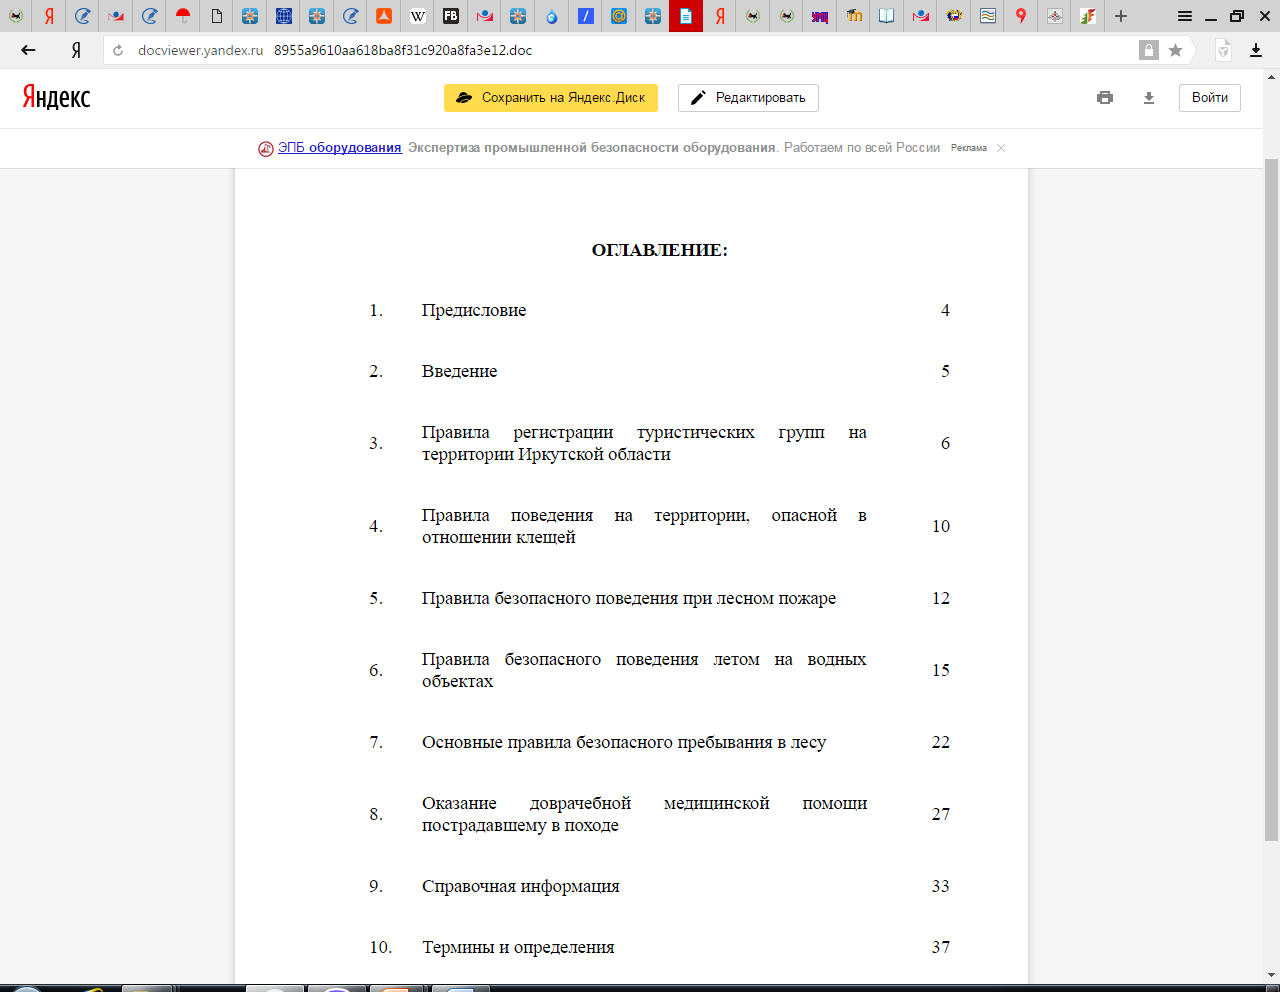 docviewer.yandex.ru 8955a9610aa618ba8f31c920a8fa3e12.doc
Яндекс
Сохранить на Яндекс.Диск
Редактировать
Войти
ЭПБ оборудования Экспертиза промышленной безопасности оборудования. Работаем по всей России Реклама
ОГЛАВЛЕНИЕ:
1. Предисловие 4
2. Введение 5
3. Правила регистрации туристических групп на
территории Иркутской области 6
4. Правила поведения на территории, опасной в
отношении клещей 10
5. Правила безопасного поведения при лесном пожаре 12
6. Правила безопасного поведения летом на водных
объектах 15
7. Основные правила безопасного пребывания в лесу 22
8. Оказание доврачебной медицинской помощи
пострадавшему в походе 27
9. Справочная информация 33
10. Термины и определения 37